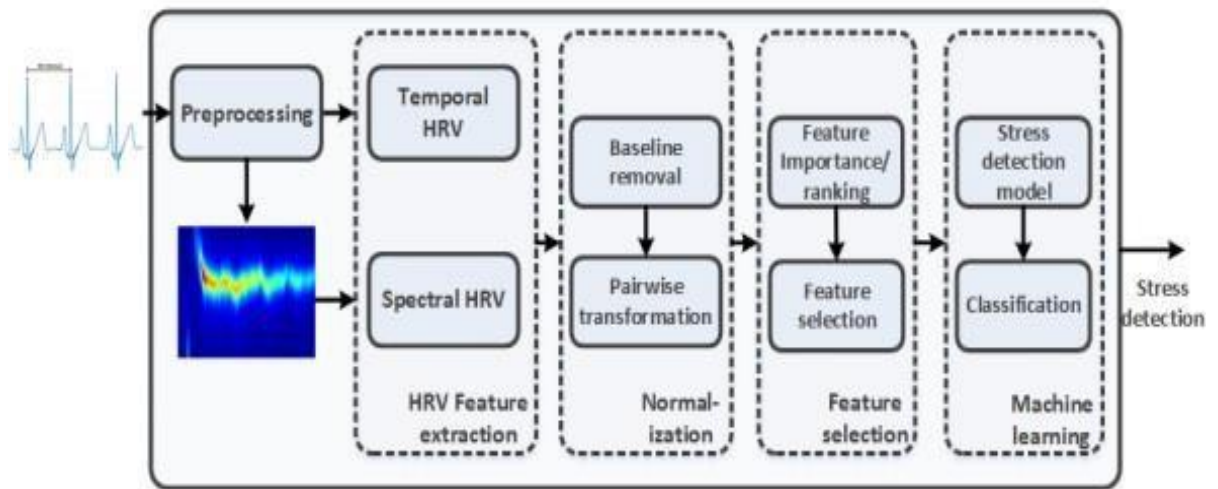 Preprocessing
Temporal
HRV
Spectral HRV
HRV Feature
extraction
Baseline
removal
Pairwise
transformation
Normal-
ization
Feature
Importance/
ranking
Feature
selection
Feature
selection
Stress
detection
model
Classification
Machine
learning
Stress
detection